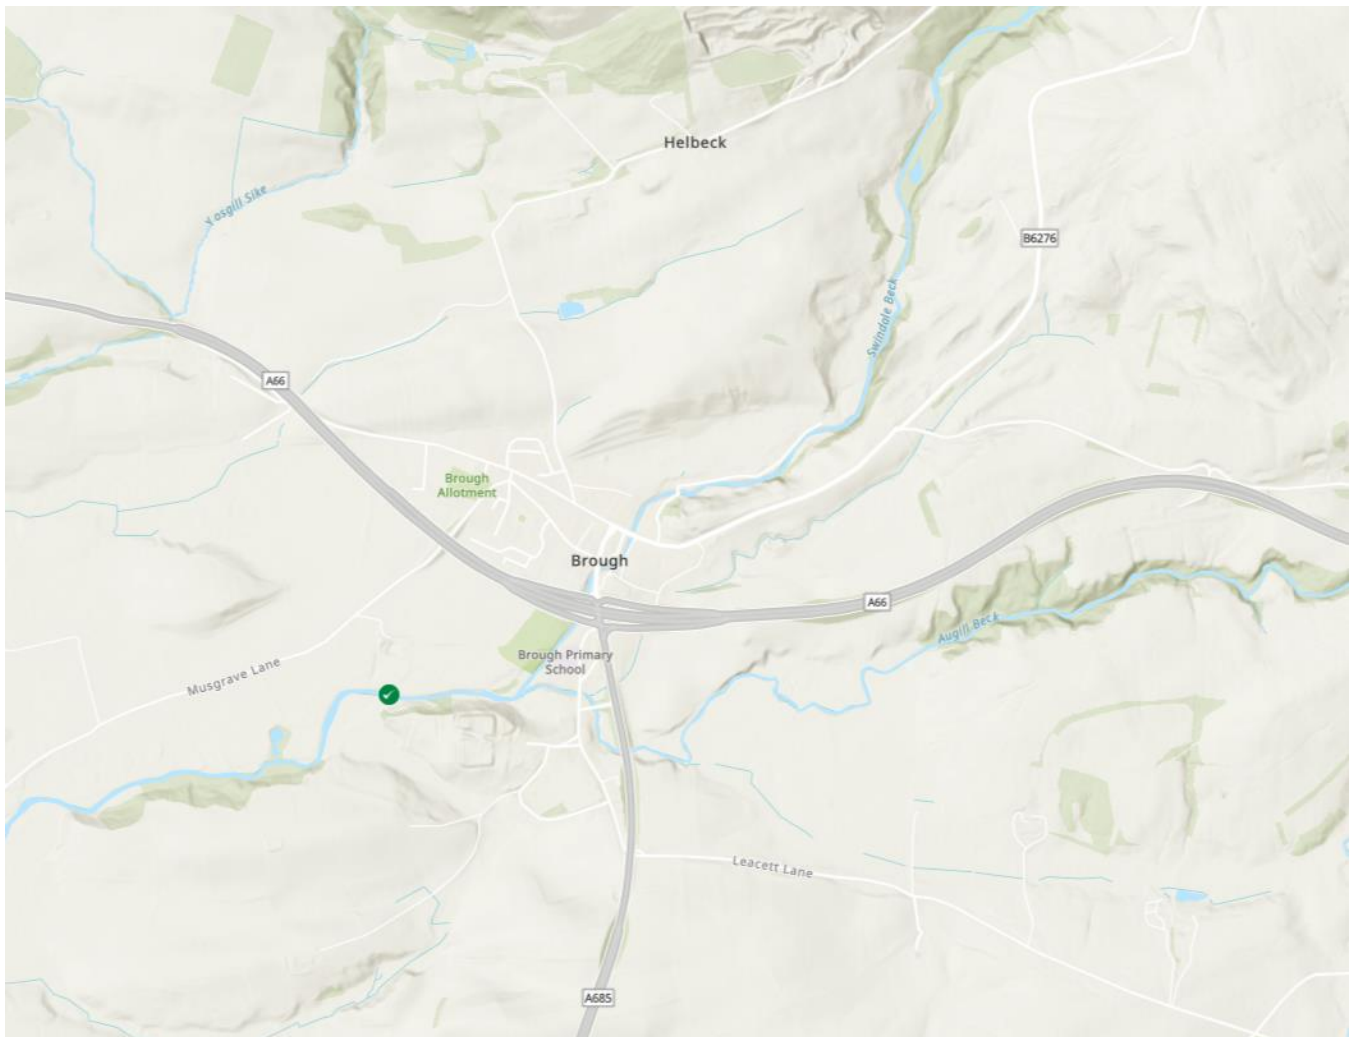 Helbeck
Yosgill Sike
B6276
Swindale Beck
A66
Brough
Allotment
Brough
A66
Augill Beck
Brough Primary
School
Musgrave Lane
Leacett Lane
A685